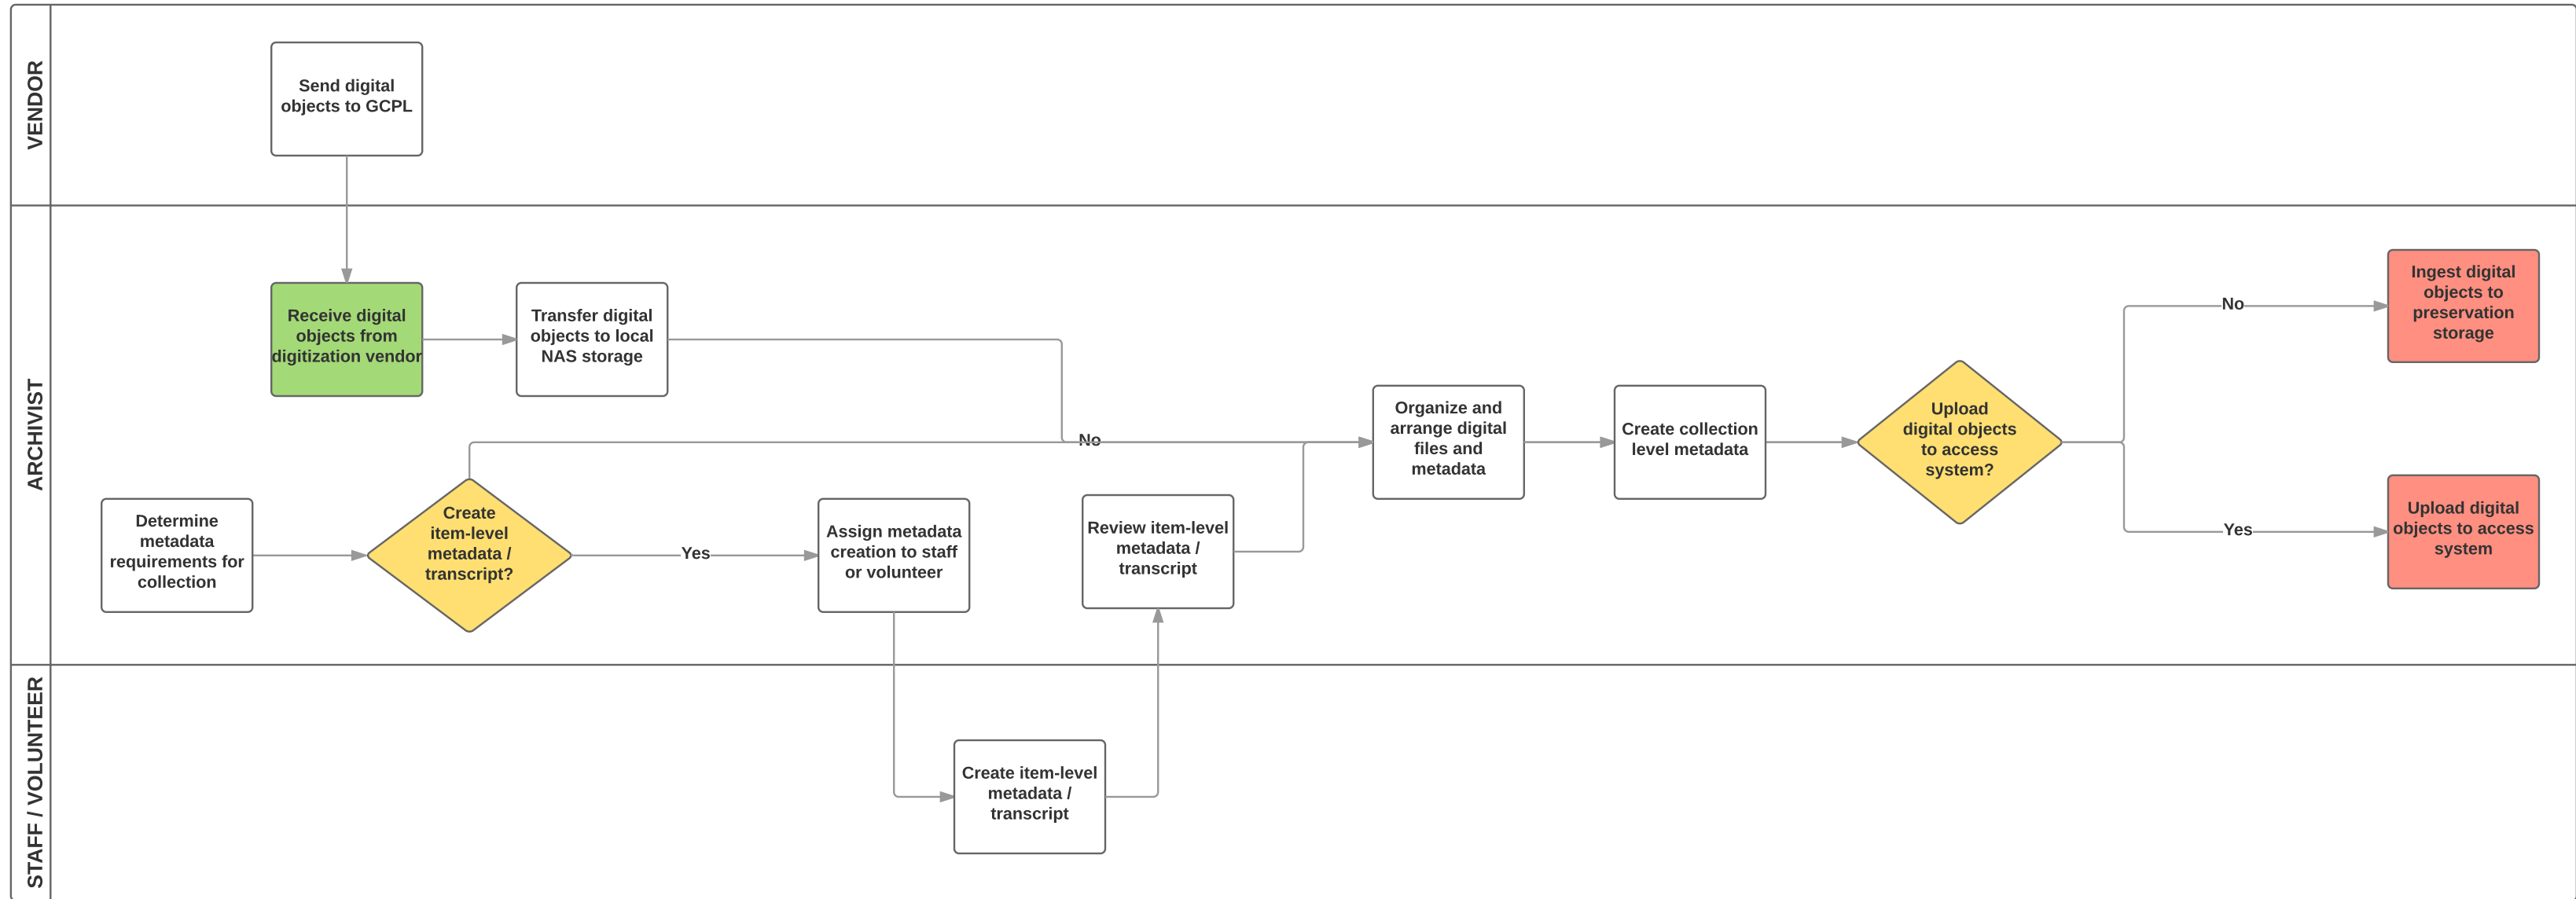 VENDOR
Send digital
objects to GCPL
ARCHIVIST
Receive digital
objects from
digitization vendor
Transfer digital
objects to local
NAS storage
No
Determine
metadata
requirements for
collection
Create
item-level
metadata /
transcript?
Yes
Assign metadata
creation to staff
or volunteer
Review item-level
metadata /
transcript
Organize and
arrange digital
files and
metadata
Create collection
level metadata
Upload
digital objects
to access
system?
No
Ingest digital
objects to
preservation
storage
Yes
Upload digital
objects to access
system
STAFF / VOLUNTEER
Create item-level
metadata /
transcript